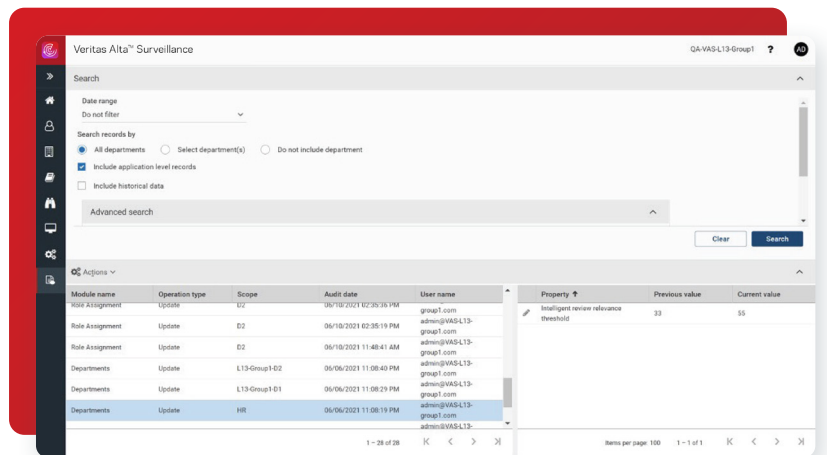 Veritas Alta™ Surveillance
QA-VAS-L13-Group1 ? AD
Search
Date range
Do not filter
Search records by
All departments Select department(s) Do not include department
Include application level records
Include historical data
Advanced search
Clear Search
Actions
Module name Operation type Scope Audit date User name
Property Previous value Current value
Role Assignment Update D2 06/10/2021 02:35:36 PM group1.com
Intelligent review relevance threshold 33 55
Role Assignment Update D2 06/10/2021 02:35:19 PM admin@VAS-L13-group1.com
Role Assignment Update D2 06/10/2021 11:48:41 AM admin@VAS-L13-group1.com
Departments Update L13-Group1-D2 06/06/2021 11:08:40 PM admin@VAS-L13-group1.com
Departments Update L13-Group1-D1 06/06/2021 11:08:29 PM admin@VAS-L13-group1.com
Departments Update HR 06/06/2021 11:08:19 PM admin@VAS-L13-group1.com
admin@VAS-L13-
1 – 28 of 28
Items per page: 100 1 – 1 of 1